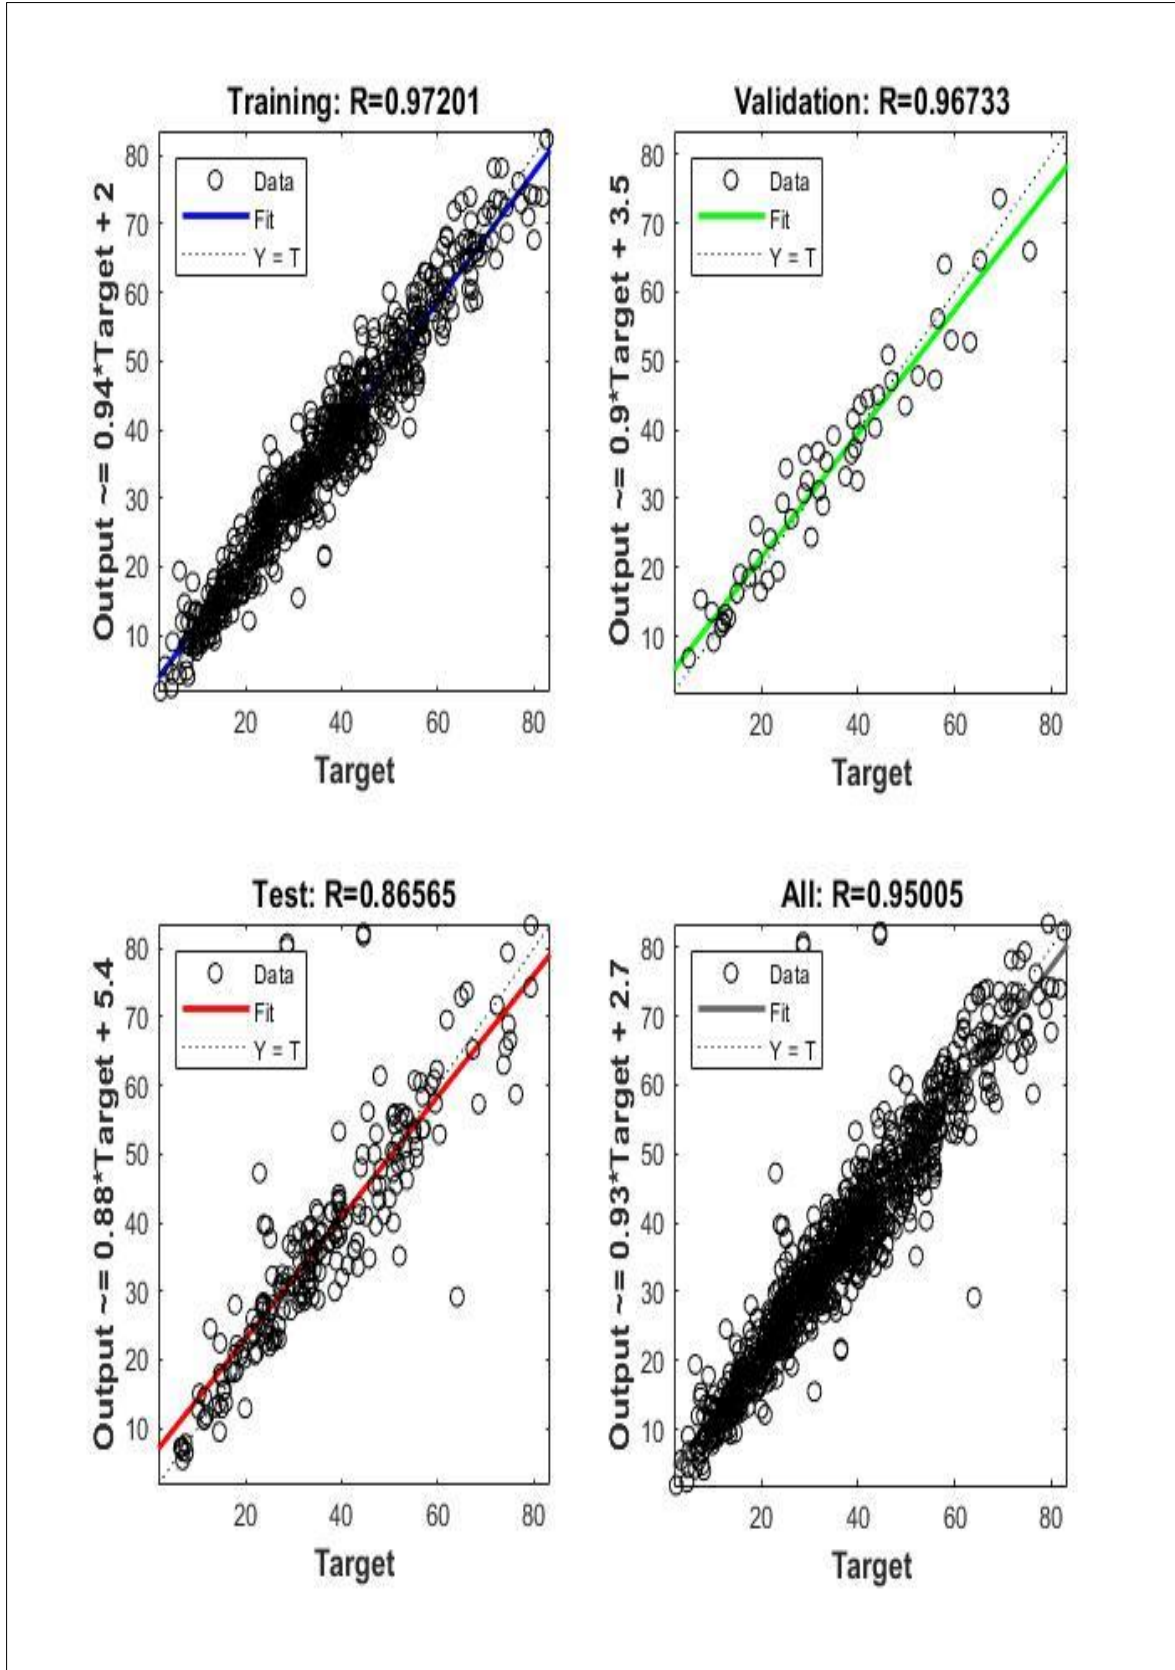 Training: R=0.97201
Output ~= 0.94*Target + 2
80
70
60
50
40
30
20
10
Data
Fit
Y = T
20 40 60 80
Target
Validation: R=0.96733
Output ~= 0.9*Target + 3.5
80
70
60
50
40
30
20
10
Data
Fit
Y = T
20 40 60 80
Target
Test: R=0.86565
Output ~= 0.88*Target + 5.4
80
70
60
50
40
30
20
10
Data
Fit
Y = T
20 40 60 80
Target
All: R=0.95005
Output ~= 0.93*Target + 2.7
80
70
60
50
40
30
20
10
Data
Fit
Y = T
20 40 60 80
Target